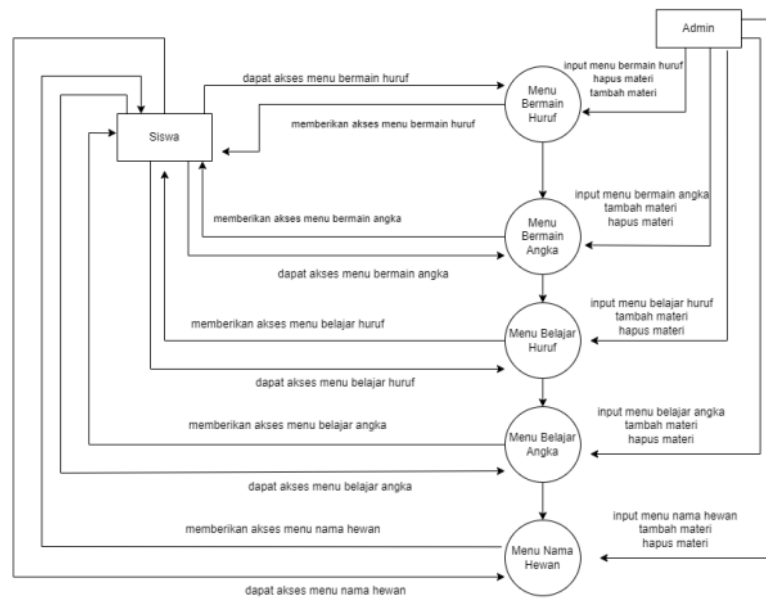 Admin
input menu bermain huruf
hapus materi
tambah materi
dapat akses menu bermain huruf
Menu
Bermain
Huruf
memberikan akses menu bermain huruf
Siswa
input menu bermain angka
tambah materi
hapus materi
memberikan akses menu bermain angka
Menu
Bermain
Angka
dapat akses menu bermain angka
input menu belajar huruf
tambah materi
hapus materi
memberikan akses menu belajar huruf
Menu Belajar
Huruf
dapat akses menu belajar huruf
input menu belajar angka
tambah materi
hapus materi
memberikan akses menu belajar angka
Menu Belajar
Angka
dapat akses menu belajar angka
input menu nama hewan
tambah materi
hapus materi
memberikan akses menu nama hewan
Menu Nama
Hewan
dapat akses menu nama hewan